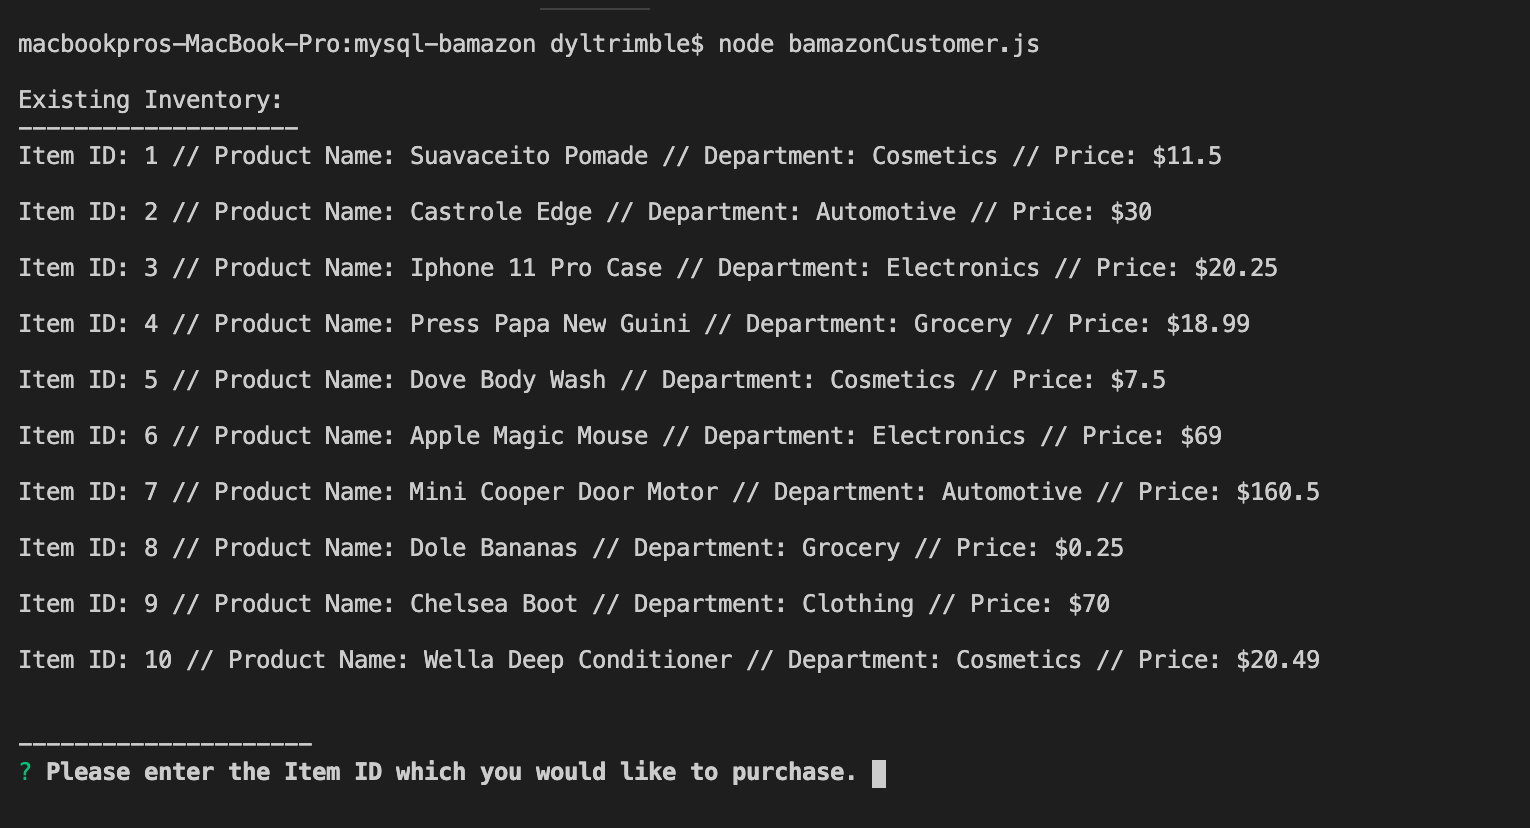 macbookpros-MacBook-Pro:mysql-bamazon dyltrimble$ node bamazonCustomer.js
Existing Inventory:
--------------------
Item ID: 1 // Product Name: Suavaceito Pomade // Department: Cosmetics // Price: $11.5
Item ID: 2 // Product Name: Castrole Edge // Department: Automotive // Price: $30
Item ID: 3 // Product Name: Iphone 11 Pro Case // Department: Electronics // Price: $20.25
Item ID: 4 // Product Name: Press Papa New Guini // Department: Grocery // Price: $18.99
Item ID: 5 // Product Name: Dove Body Wash // Department: Cosmetics // Price: $7.5
Item ID: 6 // Product Name: Apple Magic Mouse // Department: Electronics // Price: $69
Item ID: 7 // Product Name: Mini Cooper Door Motor // Department: Automotive // Price: $160.5
Item ID: 8 // Product Name: Dole Bananas // Department: Grocery // Price: $0.25
Item ID: 9 // Product Name: Chelsea Boot // Department: Clothing // Price: $70
Item ID: 10 // Product Name: Wella Deep Conditioner // Department: Cosmetics // Price: $20.49
---------------------
? Please enter the Item ID which you would like to purchase.